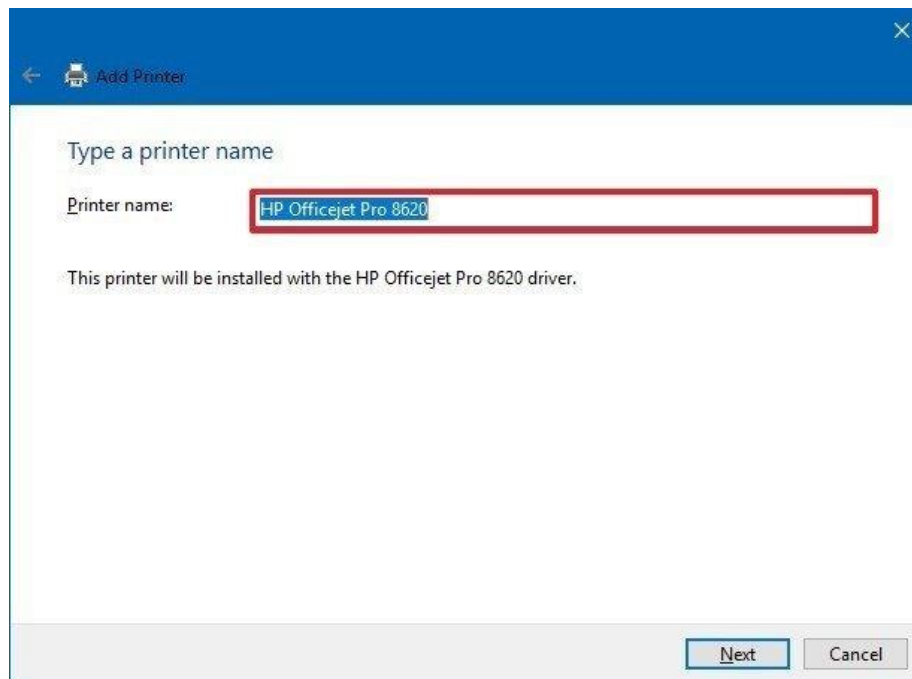 Add Printer
Type a printer name
Printer name: HP Officejet Pro 8620
This printer will be installed with the HP Officejet Pro 8620 driver.
Next Cancel